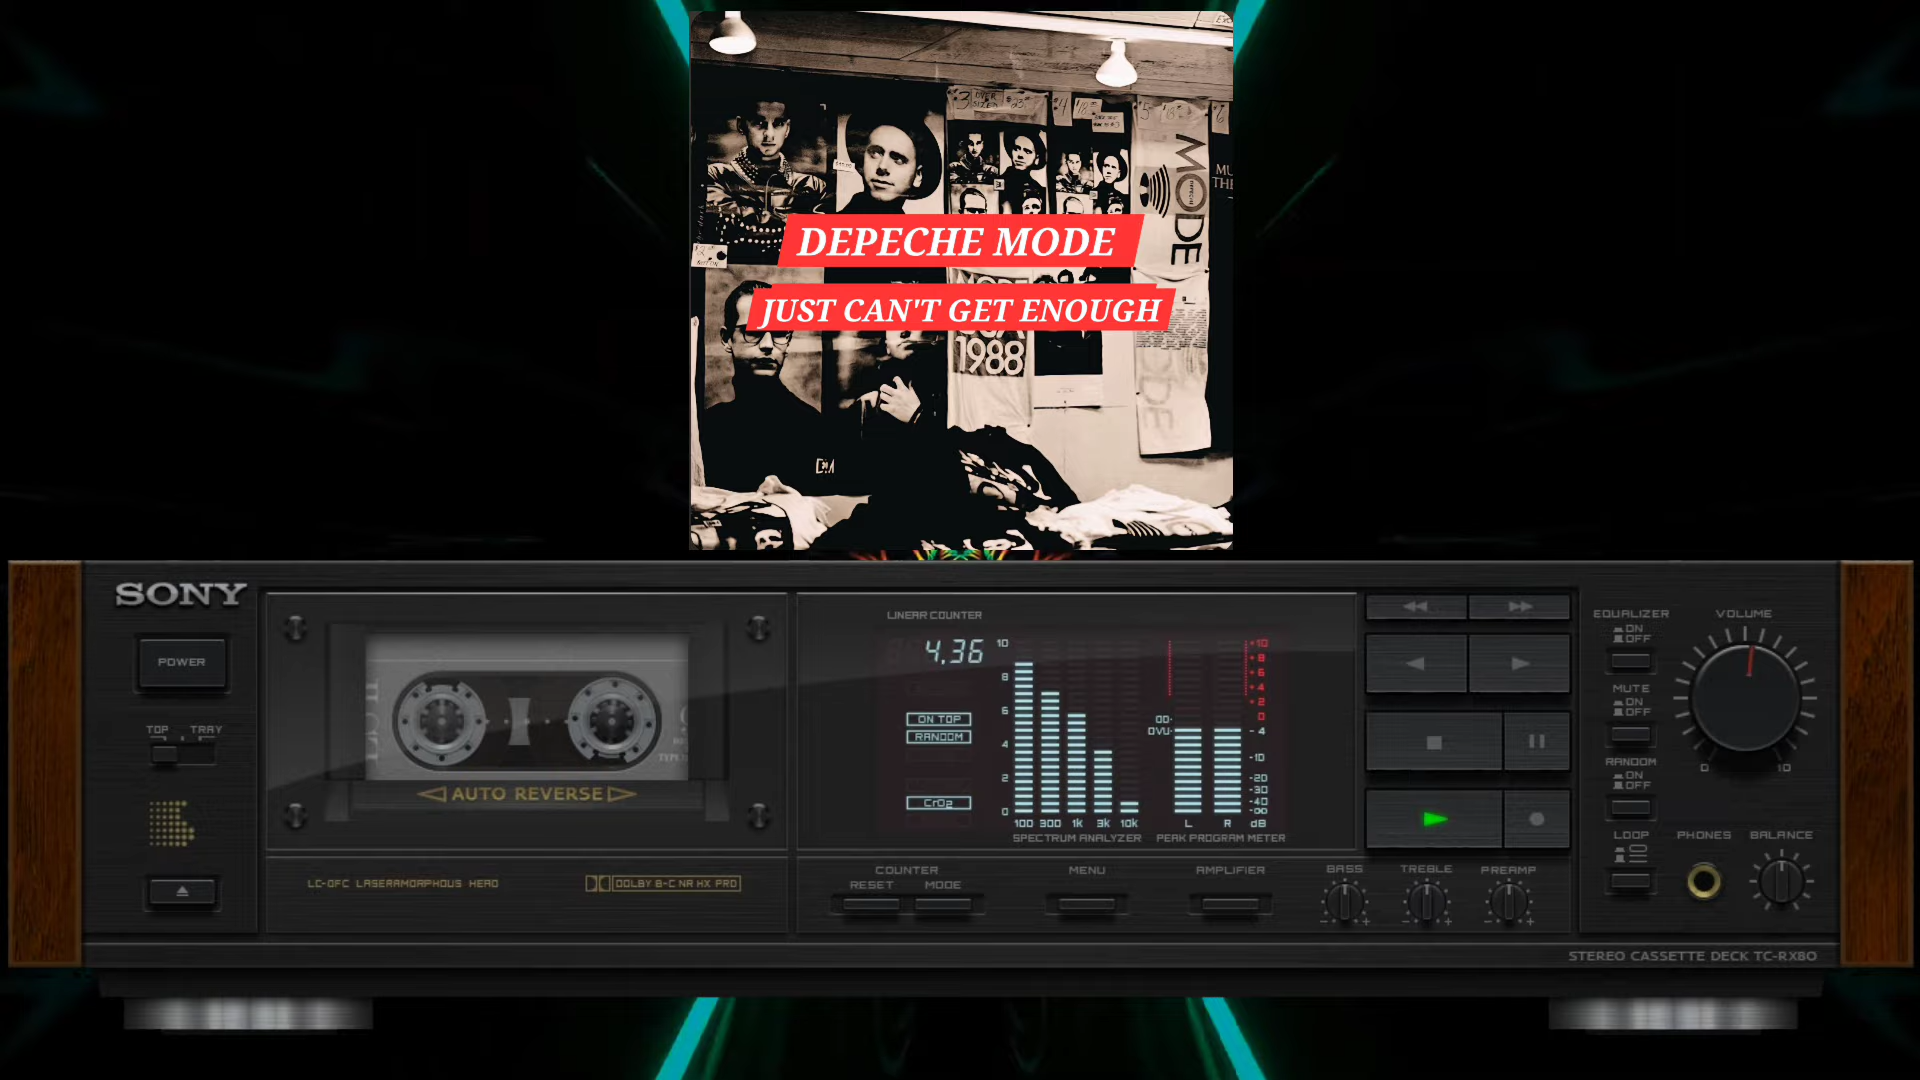 DEPECHE MODE
JUST CAN'T GET ENOUGH
MODE
1988
SONY
POWER
TOP TRAY
AUTO REVERSE
LC-OFC LASERAMORPHOUS HEAD
DOLBY B-C NR HX PRO
LINEAR COUNTER
4.36
ON TOP
RANDOM
CrO2
10
8
6
4
2
0
100 300 1k 3k 10k
SPECTRUM ANALYZER
+10
+8
+6
+4
+2
0
-4
-10
-20
-30
-40
-00
L R dB
PEAK PROGRAM METER
COUNTER
RESET MODE
MENU
AMPLIFIER
BASS
TREBLE
PREAMP
EQUALIZER
ON
OFF
MUTE
ON
OFF
RANDOM
ON
OFF
LOOP
VOLUME
0 10
PHONES
BALANCE
STEREO CASSETTE DECK TC-RX80